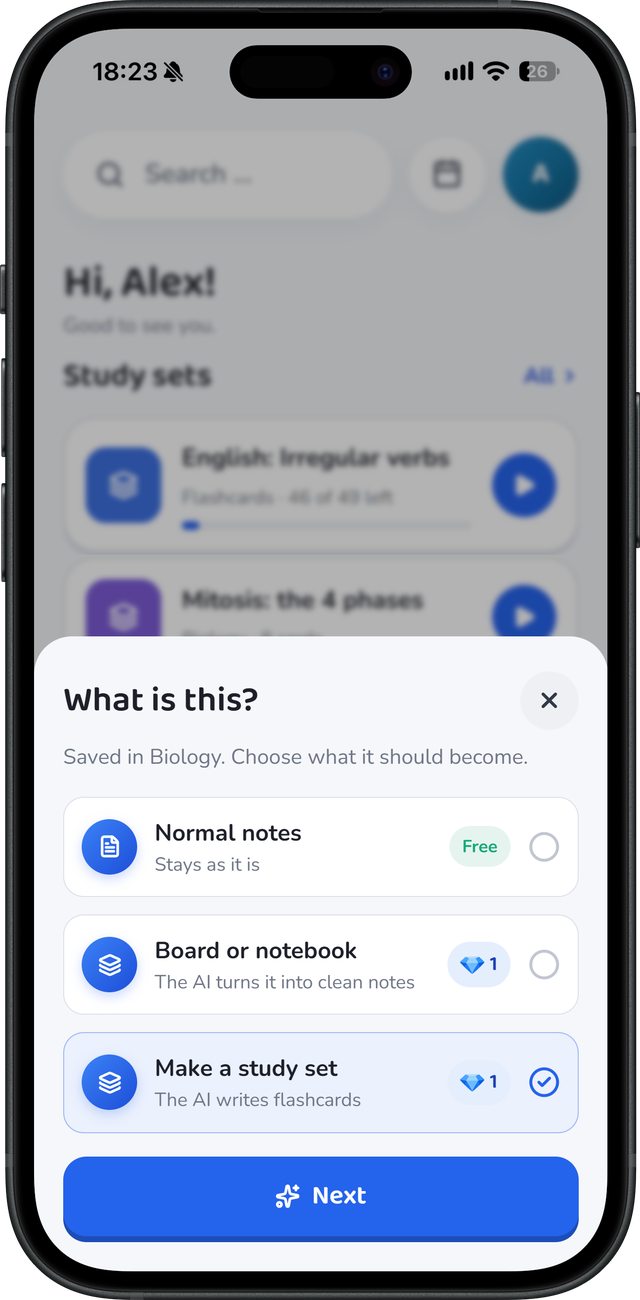 18:23
26
Search ...
A
Hi, Alex!
Good to see you.
Study sets
All
English: Irregular verbs
Flashcards · 46 of 49 left
Mitosis: the 4 phases
What is this?
Saved in Biology. Choose what it should become.
Normal notes
Stays as it is
Free
Board or notebook
The AI turns it into clean notes
1
Make a study set
The AI writes flashcards
1
Next